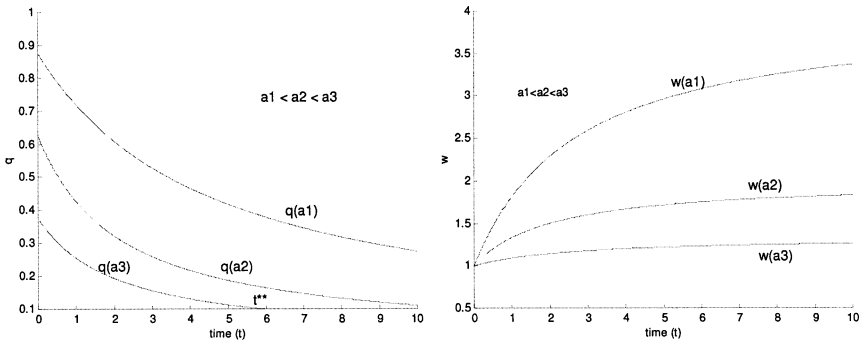 1
0.9
0.8
0.7
0.6
0.5
0.4
0.3
0.2
0.1
q
a1 < a2 < a3
q(a1)
q(a2)
q(a3)
t**
0 1 2 3 4 5 6 7 8 9 10
time (t)
4
3.5
3
2.5
2
1.5
1
0.5
w
a1<a2<a3
w(a1)
w(a2)
w(a3)
0 1 2 3 4 5 6 7 8 9 10
time (t)